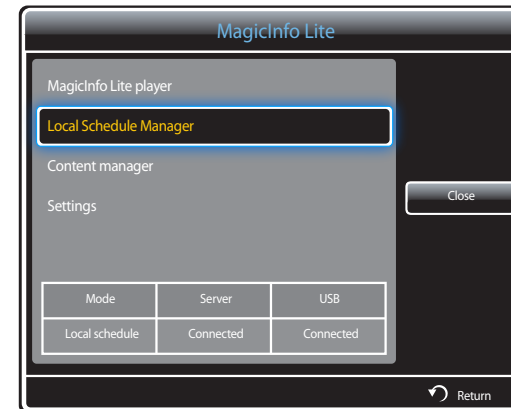 MagicInfo Lite
MagicInfo Lite player
Local Schedule Manager
Content manager
Settings
Close
Mode Server USB
Local schedule Connected Connected
Return